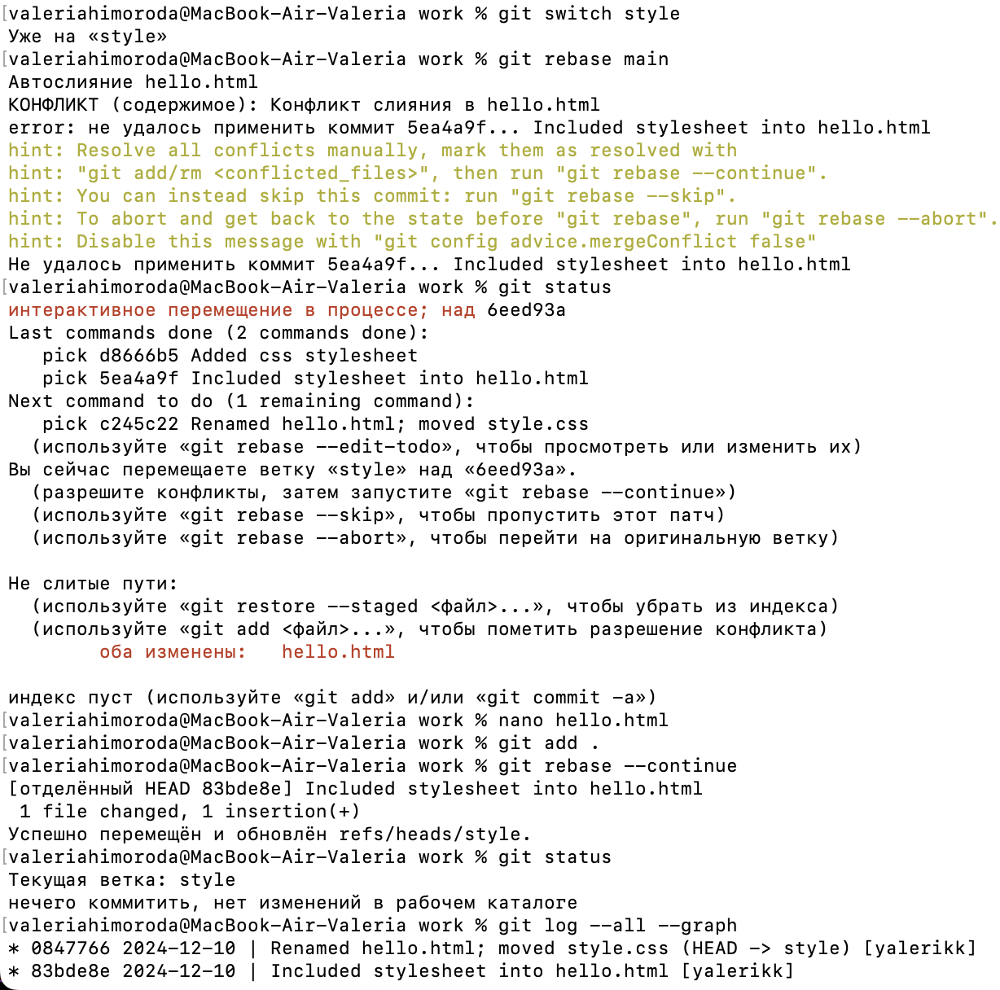 [valeriahimoroda@MacBook-Air-Valeria work % git switch style
Уже на «style»
[valeriahimoroda@MacBook-Air-Valeria work % git rebase main
Автослияние hello.html
КОНФЛИКТ (содержимое): Конфликт слияния в hello.html
error: не удалось применить коммит 5ea4a9f... Included stylesheet into hello.html
hint: Resolve all conflicts manually, mark them as resolved with
hint: "git add/rm <conflicted_files>", then run "git rebase --continue".
hint: You can instead skip this commit: run "git rebase --skip".
hint: To abort and get back to the state before "git rebase", run "git rebase --abort".
hint: Disable this message with "git config advice.mergeConflict false"
Не удалось применить коммит 5ea4a9f... Included stylesheet into hello.html
[valeriahimoroda@MacBook-Air-Valeria work % git status
интерактивное перемещение в процессе; над 6eed93a
Last commands done (2 commands done):
   pick d8666b5 Added css stylesheet
   pick 5ea4a9f Included stylesheet into hello.html
Next command to do (1 remaining command):
   pick c245c22 Renamed hello.html; moved style.css
  (используйте «git rebase --edit-todo», чтобы просмотреть или изменить их)
Вы сейчас перемещаете ветку «style» над «6eed93a».
  (разрешите конфликты, затем запустите «git rebase --continue»)
  (используйте «git rebase --skip», чтобы пропустить этот патч)
  (используйте «git rebase --abort», чтобы перейти на оригинальную ветку)

Не слитые пути:
  (используйте «git restore --staged <файл>...», чтобы убрать из индекса)
  (используйте «git add <файл>...», чтобы пометить разрешение конфликта)
        оба изменены:   hello.html

индекс пуст (используйте «git add» и/или «git commit -a»)
[valeriahimoroda@MacBook-Air-Valeria work % nano hello.html
[valeriahimoroda@MacBook-Air-Valeria work % git add .
[valeriahimoroda@MacBook-Air-Valeria work % git rebase --continue
[отделённый HEAD 83bde8e] Included stylesheet into hello.html
 1 file changed, 1 insertion(+)
Успешно перемещён и обновлён refs/heads/style.
[valeriahimoroda@MacBook-Air-Valeria work % git status
Текущая ветка: style
нечего коммитить, нет изменений в рабочем каталоге
[valeriahimoroda@MacBook-Air-Valeria work % git log --all --graph
* 0847766 2024-12-10 | Renamed hello.html; moved style.css (HEAD -> style) [yalerikk]
* 83bde8e 2024-12-10 | Included stylesheet into hello.html [yalerikk]